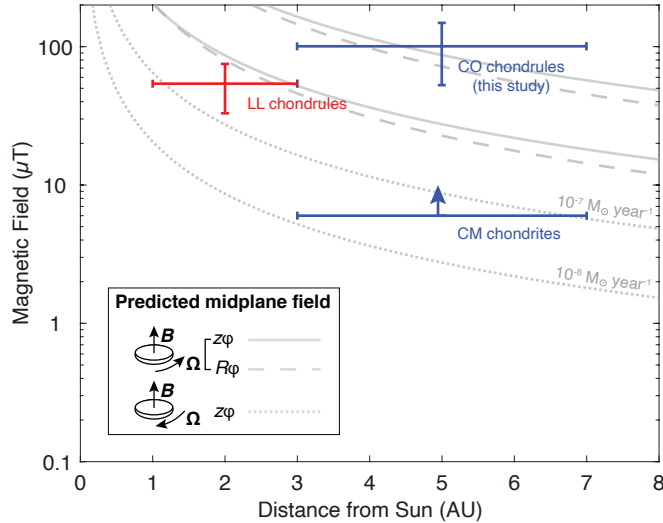 Magnetic Field (μT)
100
10
1
0.1
CO chondrules
(this study)
LL chondrules
10⁻⁷ M☉ year⁻¹
CM chondrites
10⁻⁸ M☉ year⁻¹
Predicted midplane field
B
Ω
zφ
Rφ
B
Ω
zφ
0 1 2 3 4 5 6 7 8
Distance from Sun (AU)